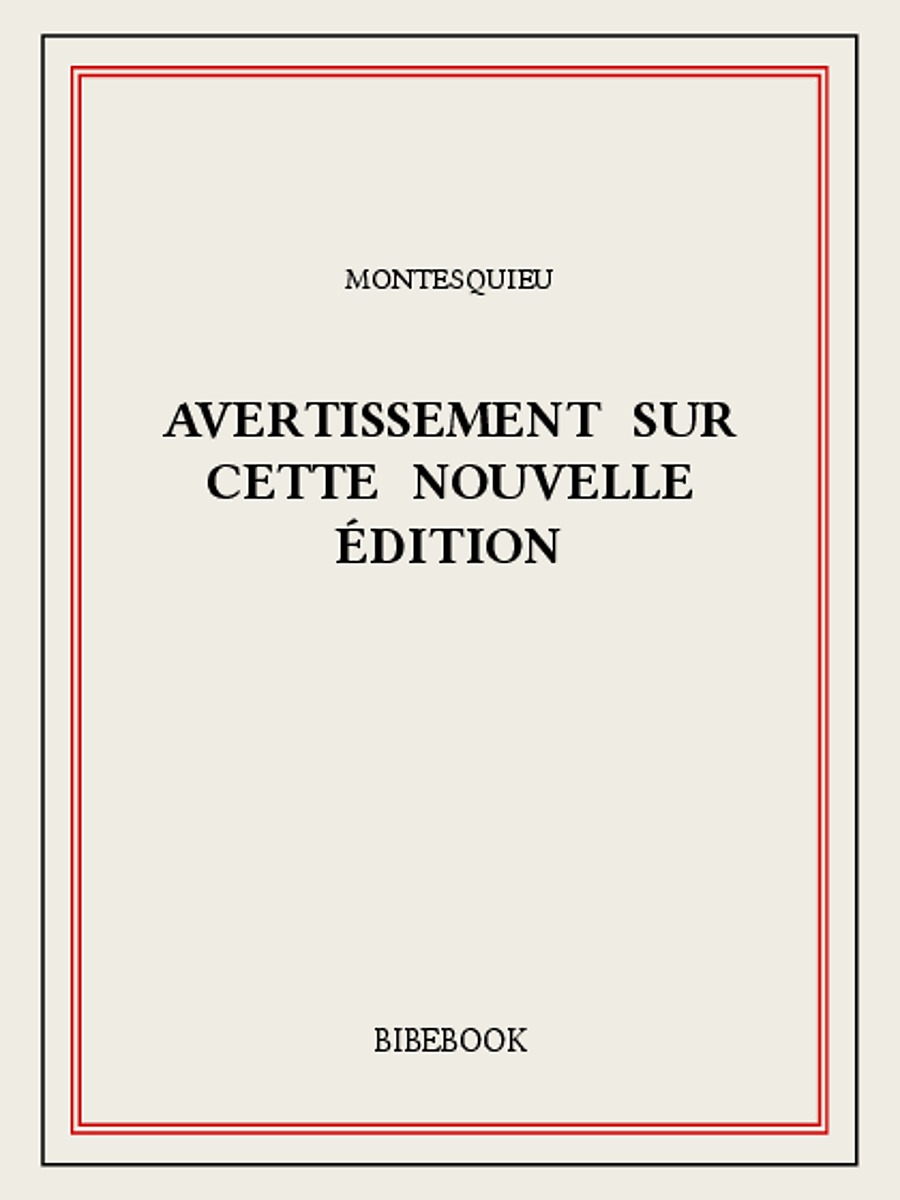 MONTESQUIEU
AVERTISSEMENT SUR
CETTE NOUVELLE
ÉDITION
BIBEBOOK